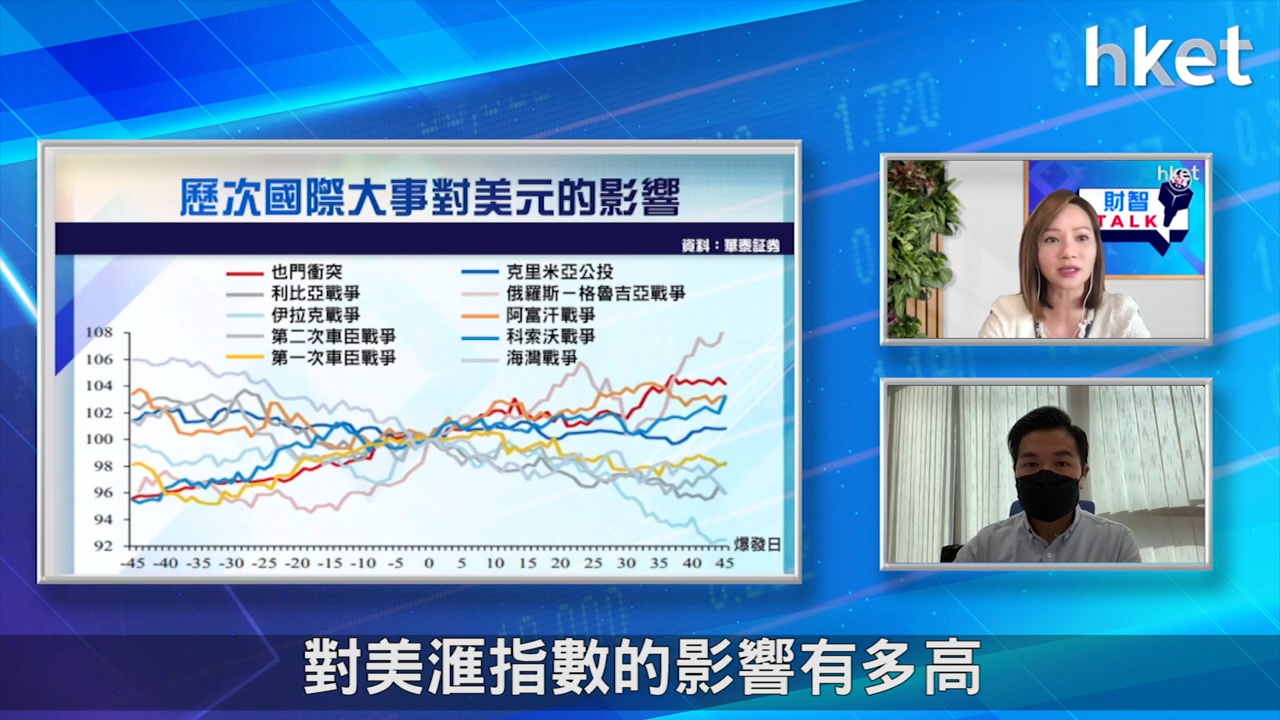 hket
歷次國際大事對美元的影響
資料：華泰証券
也門衝突
利比亞戰爭
伊拉克戰爭
第二次車臣戰爭
第一次車臣戰爭
克里米亞公投
俄羅斯－格魯吉亞戰爭
阿富汗戰爭
科索沃戰爭
海灣戰爭
108
106
104
102
100
98
96
94
92
-45 -40 -35 -30 -25 -20 -15 -10 -5 0 5 10 15 20 25 30 35 40 45
爆發日
hket
財智
TALK
1.720
對美滙指數的影響有多高